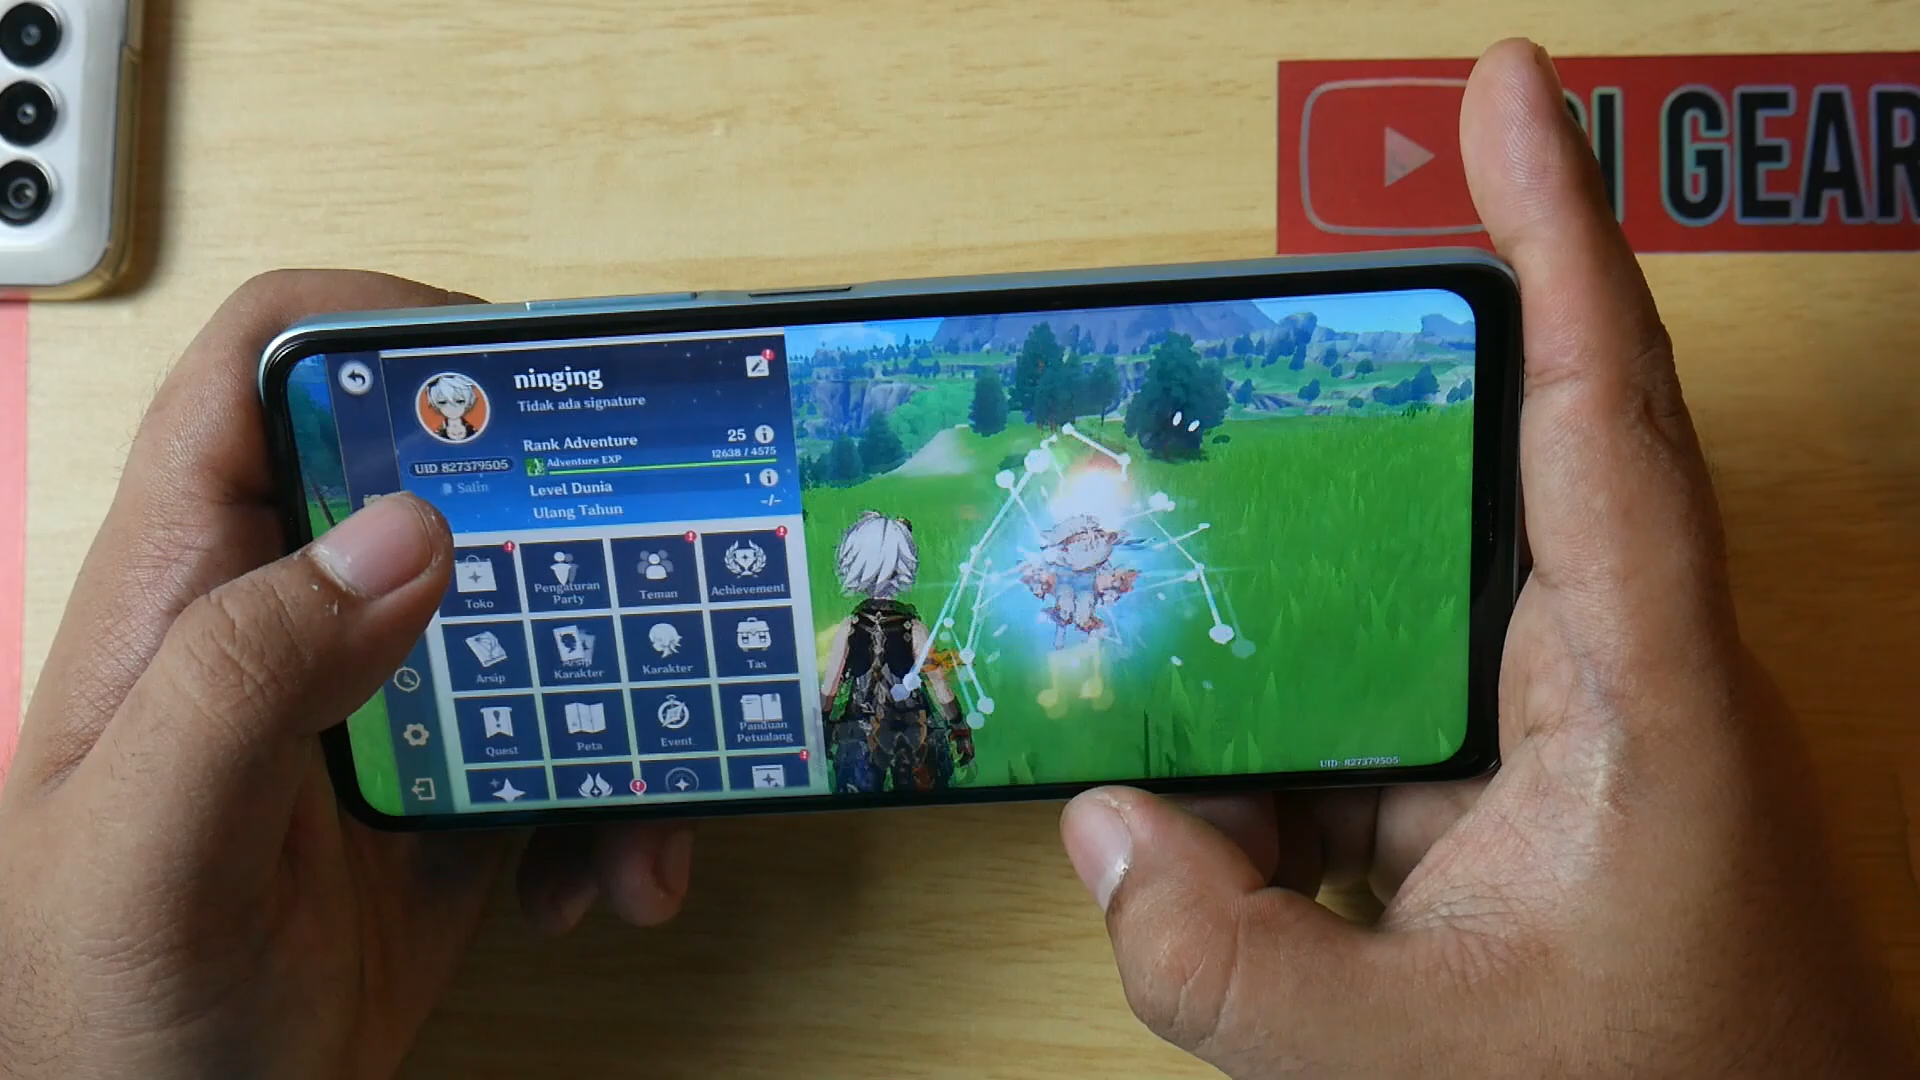 GEAR
ninging
Tidak ada signature
Rank Adventure 25
Adventure EXP 12638 / 4575
UID 827379505
Salin
Level Dunia 1
Ulang Tahun -/-
Toko
Pengaturan Party
Teman
Achievement
Arsip
Arsip Karakter
Karakter
Tas
Quest
Peta
Event
Panduan Petualang
UID: 827379505